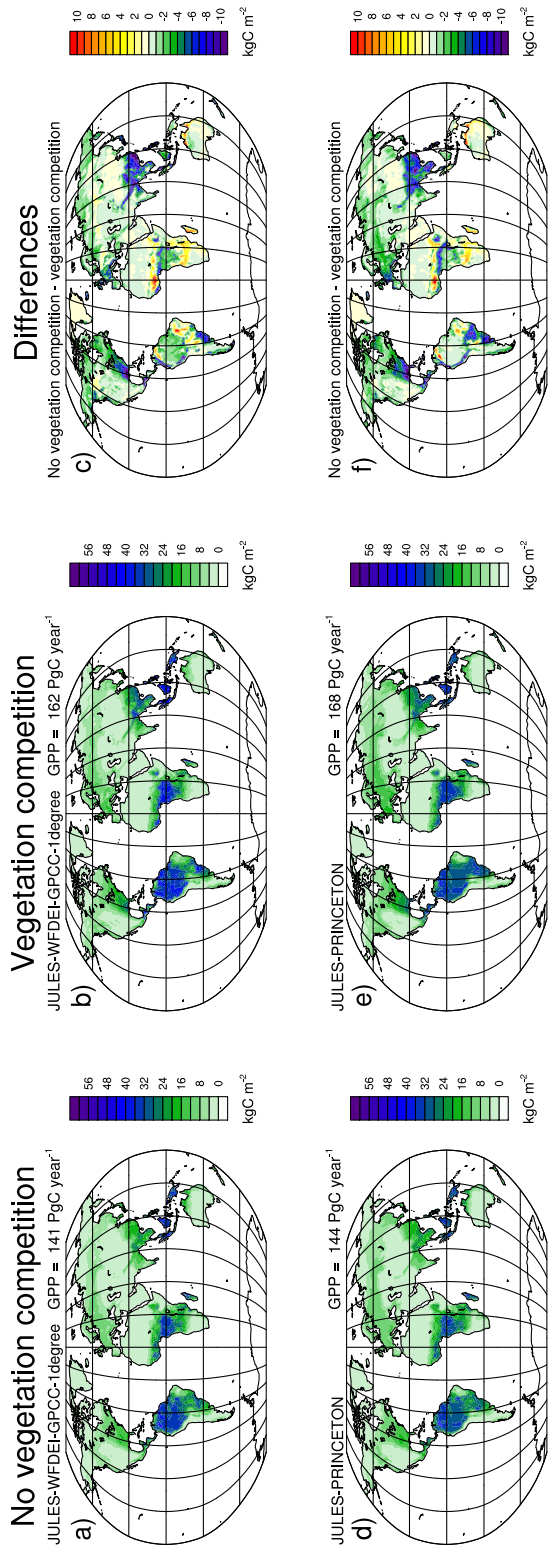 No vegetation competition
Vegetation competition
Differences
a)
JULES-WFDEI-GPCC-1degree GPP = 141 PgC year-1
56
48
40
32
24
16
8
0
kgC m-2
b)
JULES-WFDEI-GPCC-1degree GPP = 162 PgC year-1
56
48
40
32
24
16
8
0
kgC m-2
c)
No vegetation competition - vegetation competition
10
8
6
4
2
0
-2
-4
-6
-8
-10
kgC m-2
d)
JULES-PRINCETON GPP = 144 PgC year-1
56
48
40
32
24
16
8
0
kgC m-2
e)
JULES-PRINCETON GPP = 168 PgC year-1
56
48
40
32
24
16
8
0
kgC m-2
f)
No vegetation competition - vegetation competition
10
8
6
4
2
0
-2
-4
-6
-8
-10
kgC m-2